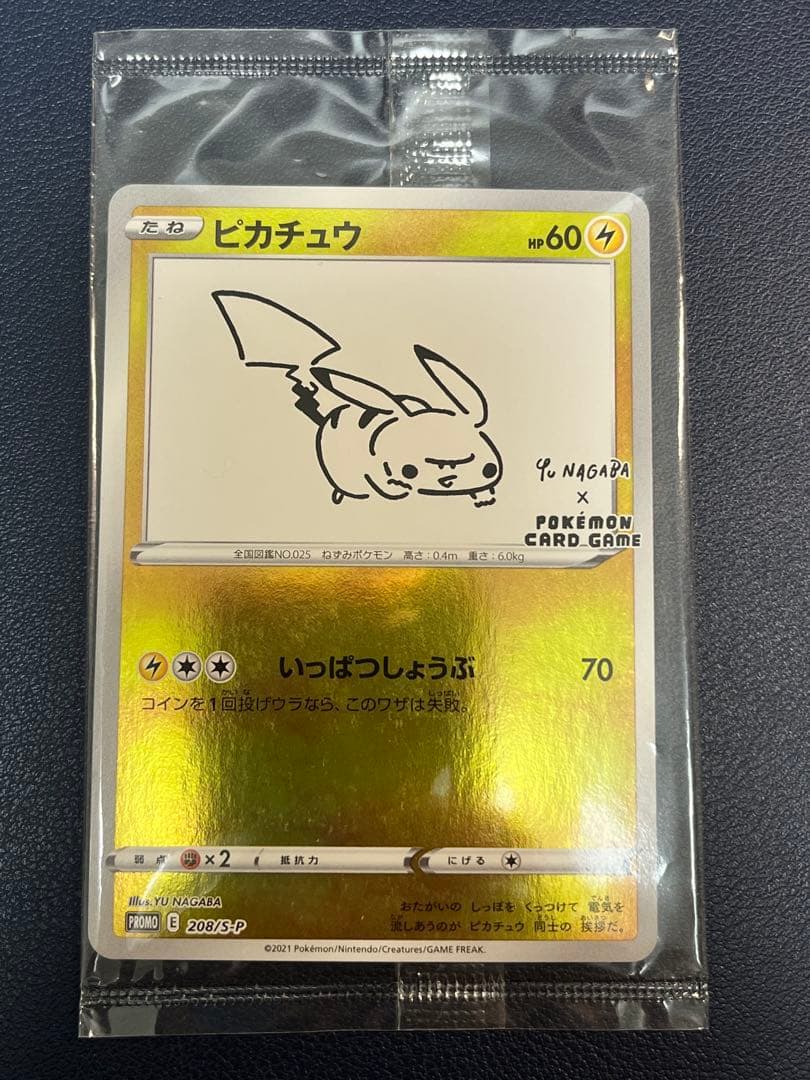 たね ピカチュウ HP60
Yu NAGABA
×
POKÉMON
CARD GAME
全国図鑑NO.025 ねずみポケモン 高さ:0.4m 重さ:6.0kg
いっぱつしょうぶ 70
コインを1回投げウラなら、このワザは失敗。
弱点 ×2 抵抗力 にげる
Illus.YU NAGABA
PROMO E 208/S-P
おたがいの しっぽを くっつけて 電気を
流しあうのが ピカチュウ 同士の 挨拶だ。
©2021 Pokémon/Nintendo/Creatures/GAME FREAK.